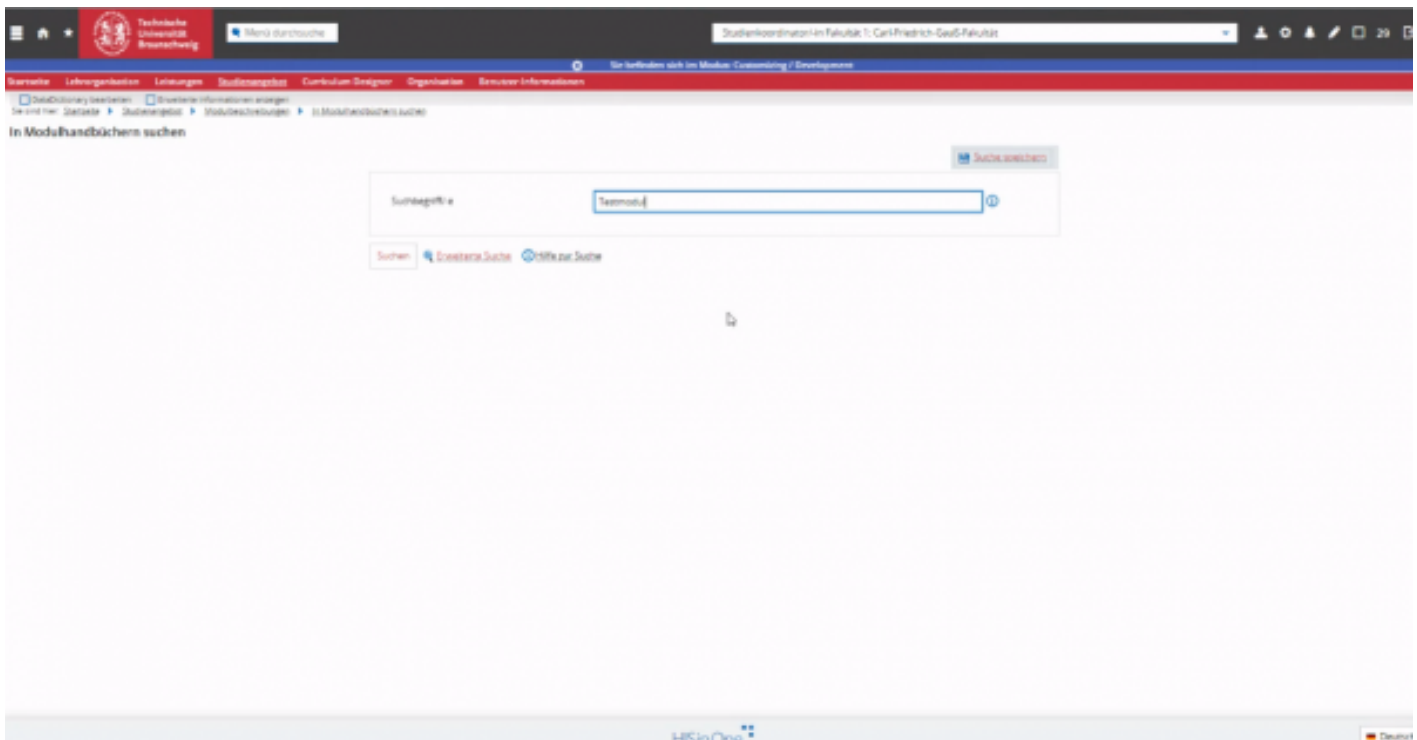 Technische
Universität
Braunschweig
Menü durchsuche
Studienkoordinator/-in Fakultät 1: Carl-Friedrich-Gauß-Fakultät
29
Sie befinden sich im Modus: Customizing / Development
Startseite Lehrorganisation Leistungen Studienangebot Curriculum Designer Organisation Benutzer-Informationen
DataDictionary bearbeiten Erweiterte Informationen anzeigen
Sie sind hier: Startseite Studienangebot Modulbeschreibungen In Modulhandbüchern suchen
In Modulhandbüchern suchen
Suche speichern
Suchbegriff/-e Testmodul
Suchen Erweiterte Suche Hilfe zur Suche
HISinOne
Deutsch